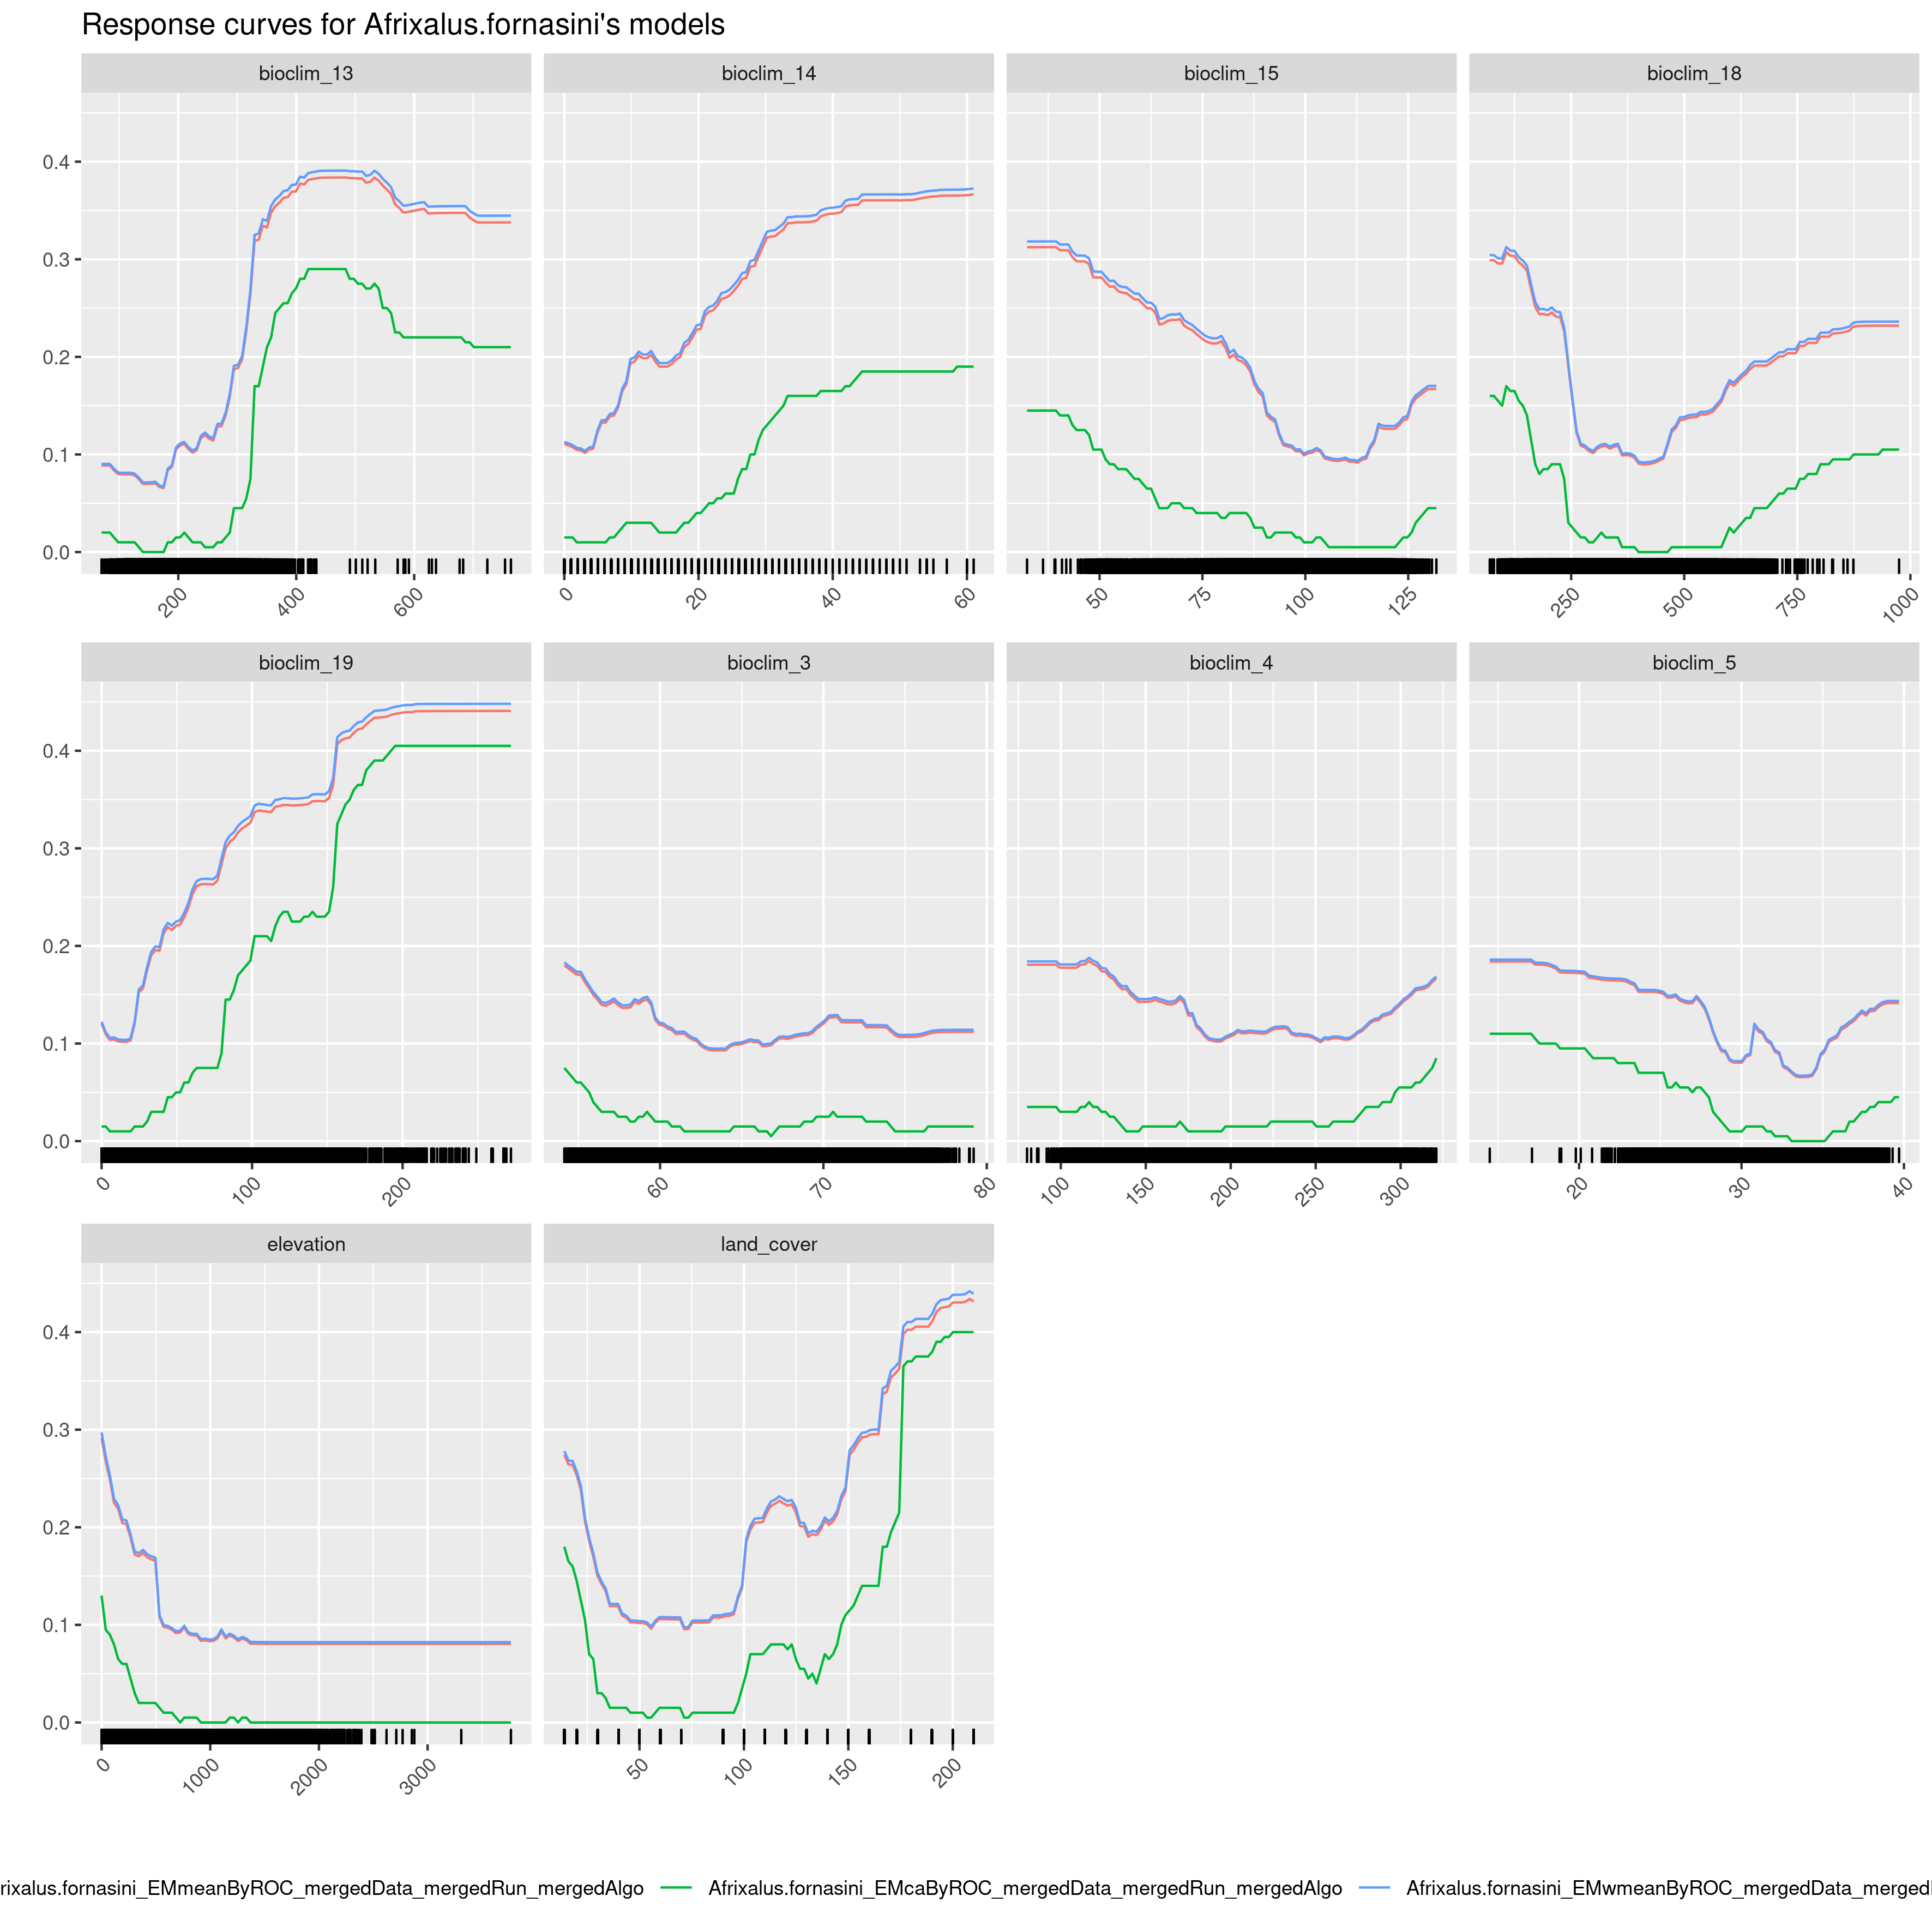 Response curves for Afrixalus.fornasini's models
bioclim_13 bioclim_14 bioclim_15 bioclim_18
0.4
0.3
0.2
0.1
0.0
200 400 600 0 20 40 60 50 75 100 125 250 500 750 1000
bioclim_19 bioclim_3 bioclim_4 bioclim_5
0.4
0.3
0.2
0.1
0.0
0 100 200 60 70 80 100 150 200 250 300 20 30 40
elevation land_cover
0.4
0.3
0.2
0.1
0.0
0 1000 2000 3000 50 100 150 200
rixalus.fornasini_EMmeanByROC_mergedData_mergedRun_mergedAlgo Afrixalus.fornasini_EMcaByROC_mergedData_mergedRun_mergedAlgo Afrixalus.fornasini_EMwmeanByROC_mergedData_merged